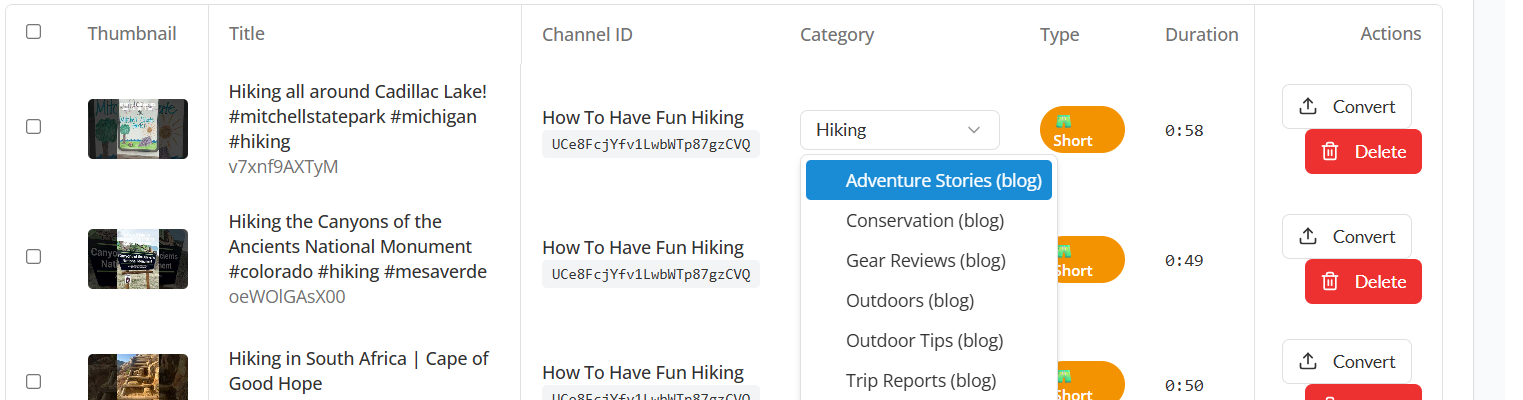 Thumbnail
Title
Channel ID
Category
Type
Duration
Actions
Hiking all around Cadillac Lake!
#mitchellstatepark #michigan
#hiking
v7xnf9AXTyM
How To Have Fun Hiking
UCe8FcjYfv1LwbWTp87gzCVQ
Hiking
Short
0:58
Convert
Delete
Adventure Stories (blog)
Conservation (blog)
Gear Reviews (blog)
Outdoors (blog)
Outdoor Tips (blog)
Trip Reports (blog)
Hiking the Canyons of the
Ancients National Monument
#colorado #hiking #mesaverde
oeWOlGAsX00
How To Have Fun Hiking
UCe8FcjYfv1LwbWTp87gzCVQ
Short
0:49
Convert
Delete
Hiking in South Africa | Cape of
Good Hope
How To Have Fun Hiking
UCe8FcjYfv1LwbWTp87gzCVQ
Short
0:50
Convert